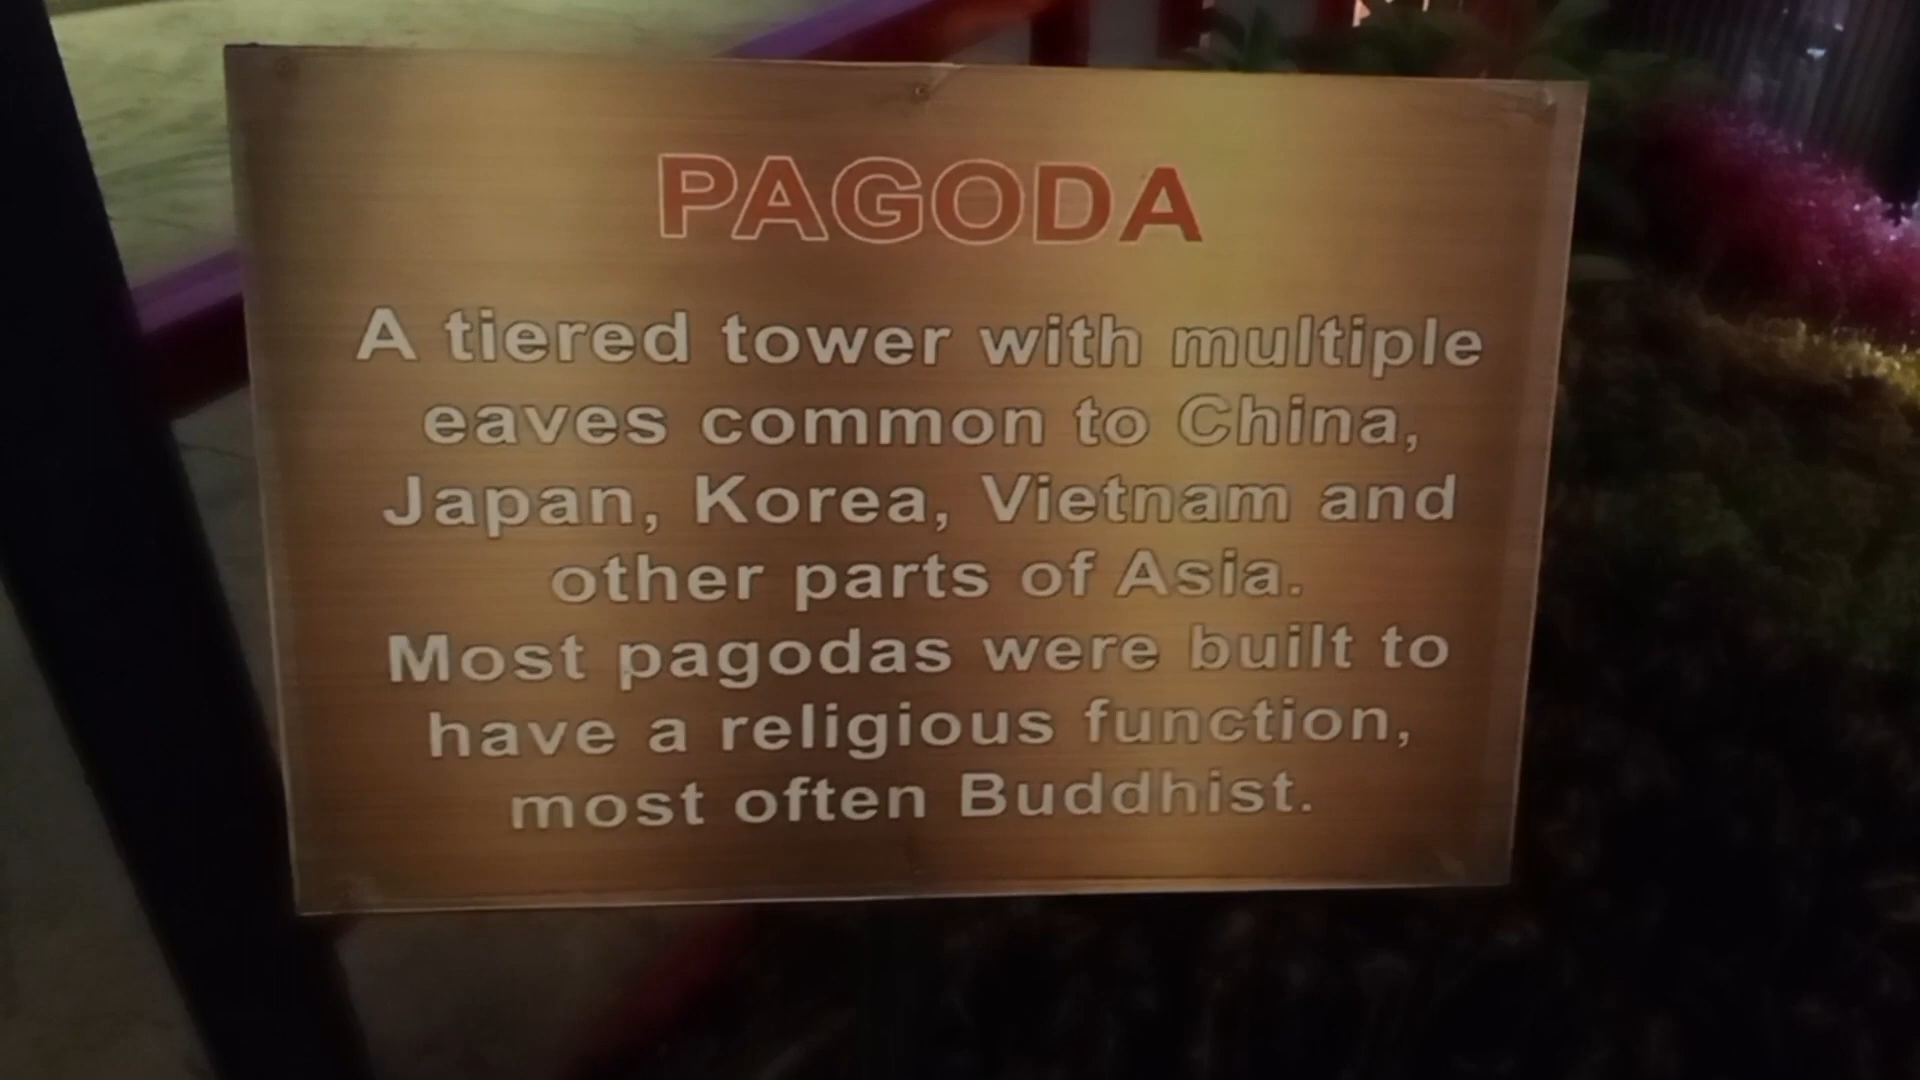 PAGODA
A tiered tower with multiple
eaves common to China,
Japan, Korea, Vietnam and
other parts of Asia.
Most pagodas were built to
have a religious function,
most often Buddhist.